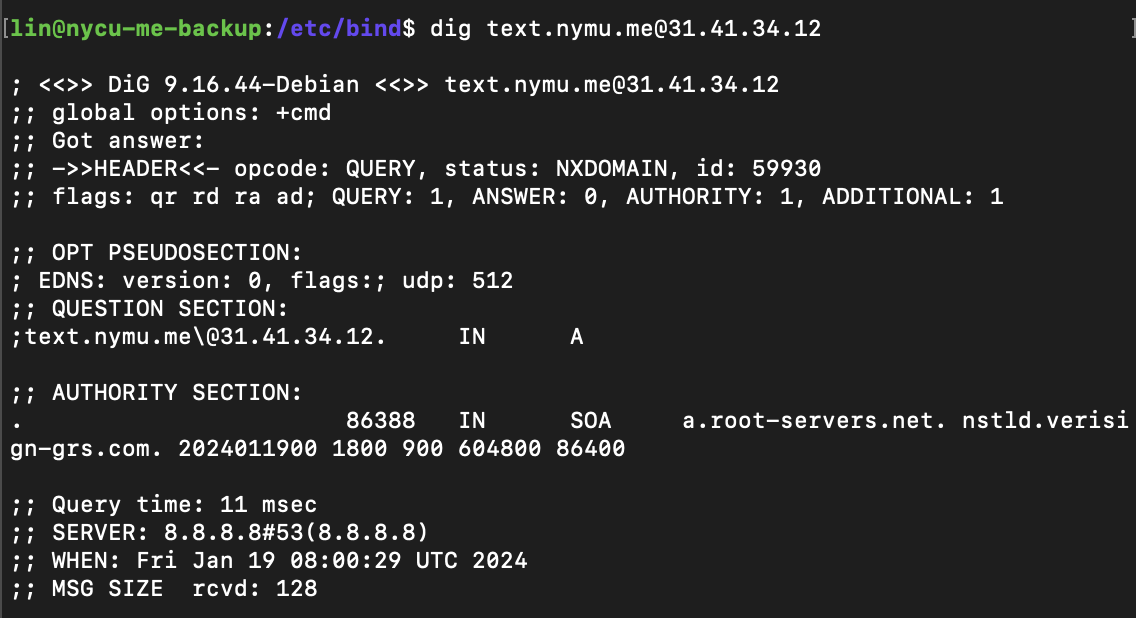 [lin@nycu-me-backup:/etc/bind$ dig text.nymu.me@31.41.34.12 ]

; <<>> DiG 9.16.44-Debian <<>> text.nymu.me@31.41.34.12
;; global options: +cmd
;; Got answer:
;; ->>HEADER<<- opcode: QUERY, status: NXDOMAIN, id: 59930
;; flags: qr rd ra ad; QUERY: 1, ANSWER: 0, AUTHORITY: 1, ADDITIONAL: 1

;; OPT PSEUDOSECTION:
; EDNS: version: 0, flags:; udp: 512
;; QUESTION SECTION:
;text.nymu.me\@31.41.34.12.	IN	A

;; AUTHORITY SECTION:
.			86388	IN	SOA	a.root-servers.net. nstld.verisi
gn-grs.com. 2024011900 1800 900 604800 86400

;; Query time: 11 msec
;; SERVER: 8.8.8.8#53(8.8.8.8)
;; WHEN: Fri Jan 19 08:00:29 UTC 2024
;; MSG SIZE  rcvd: 128